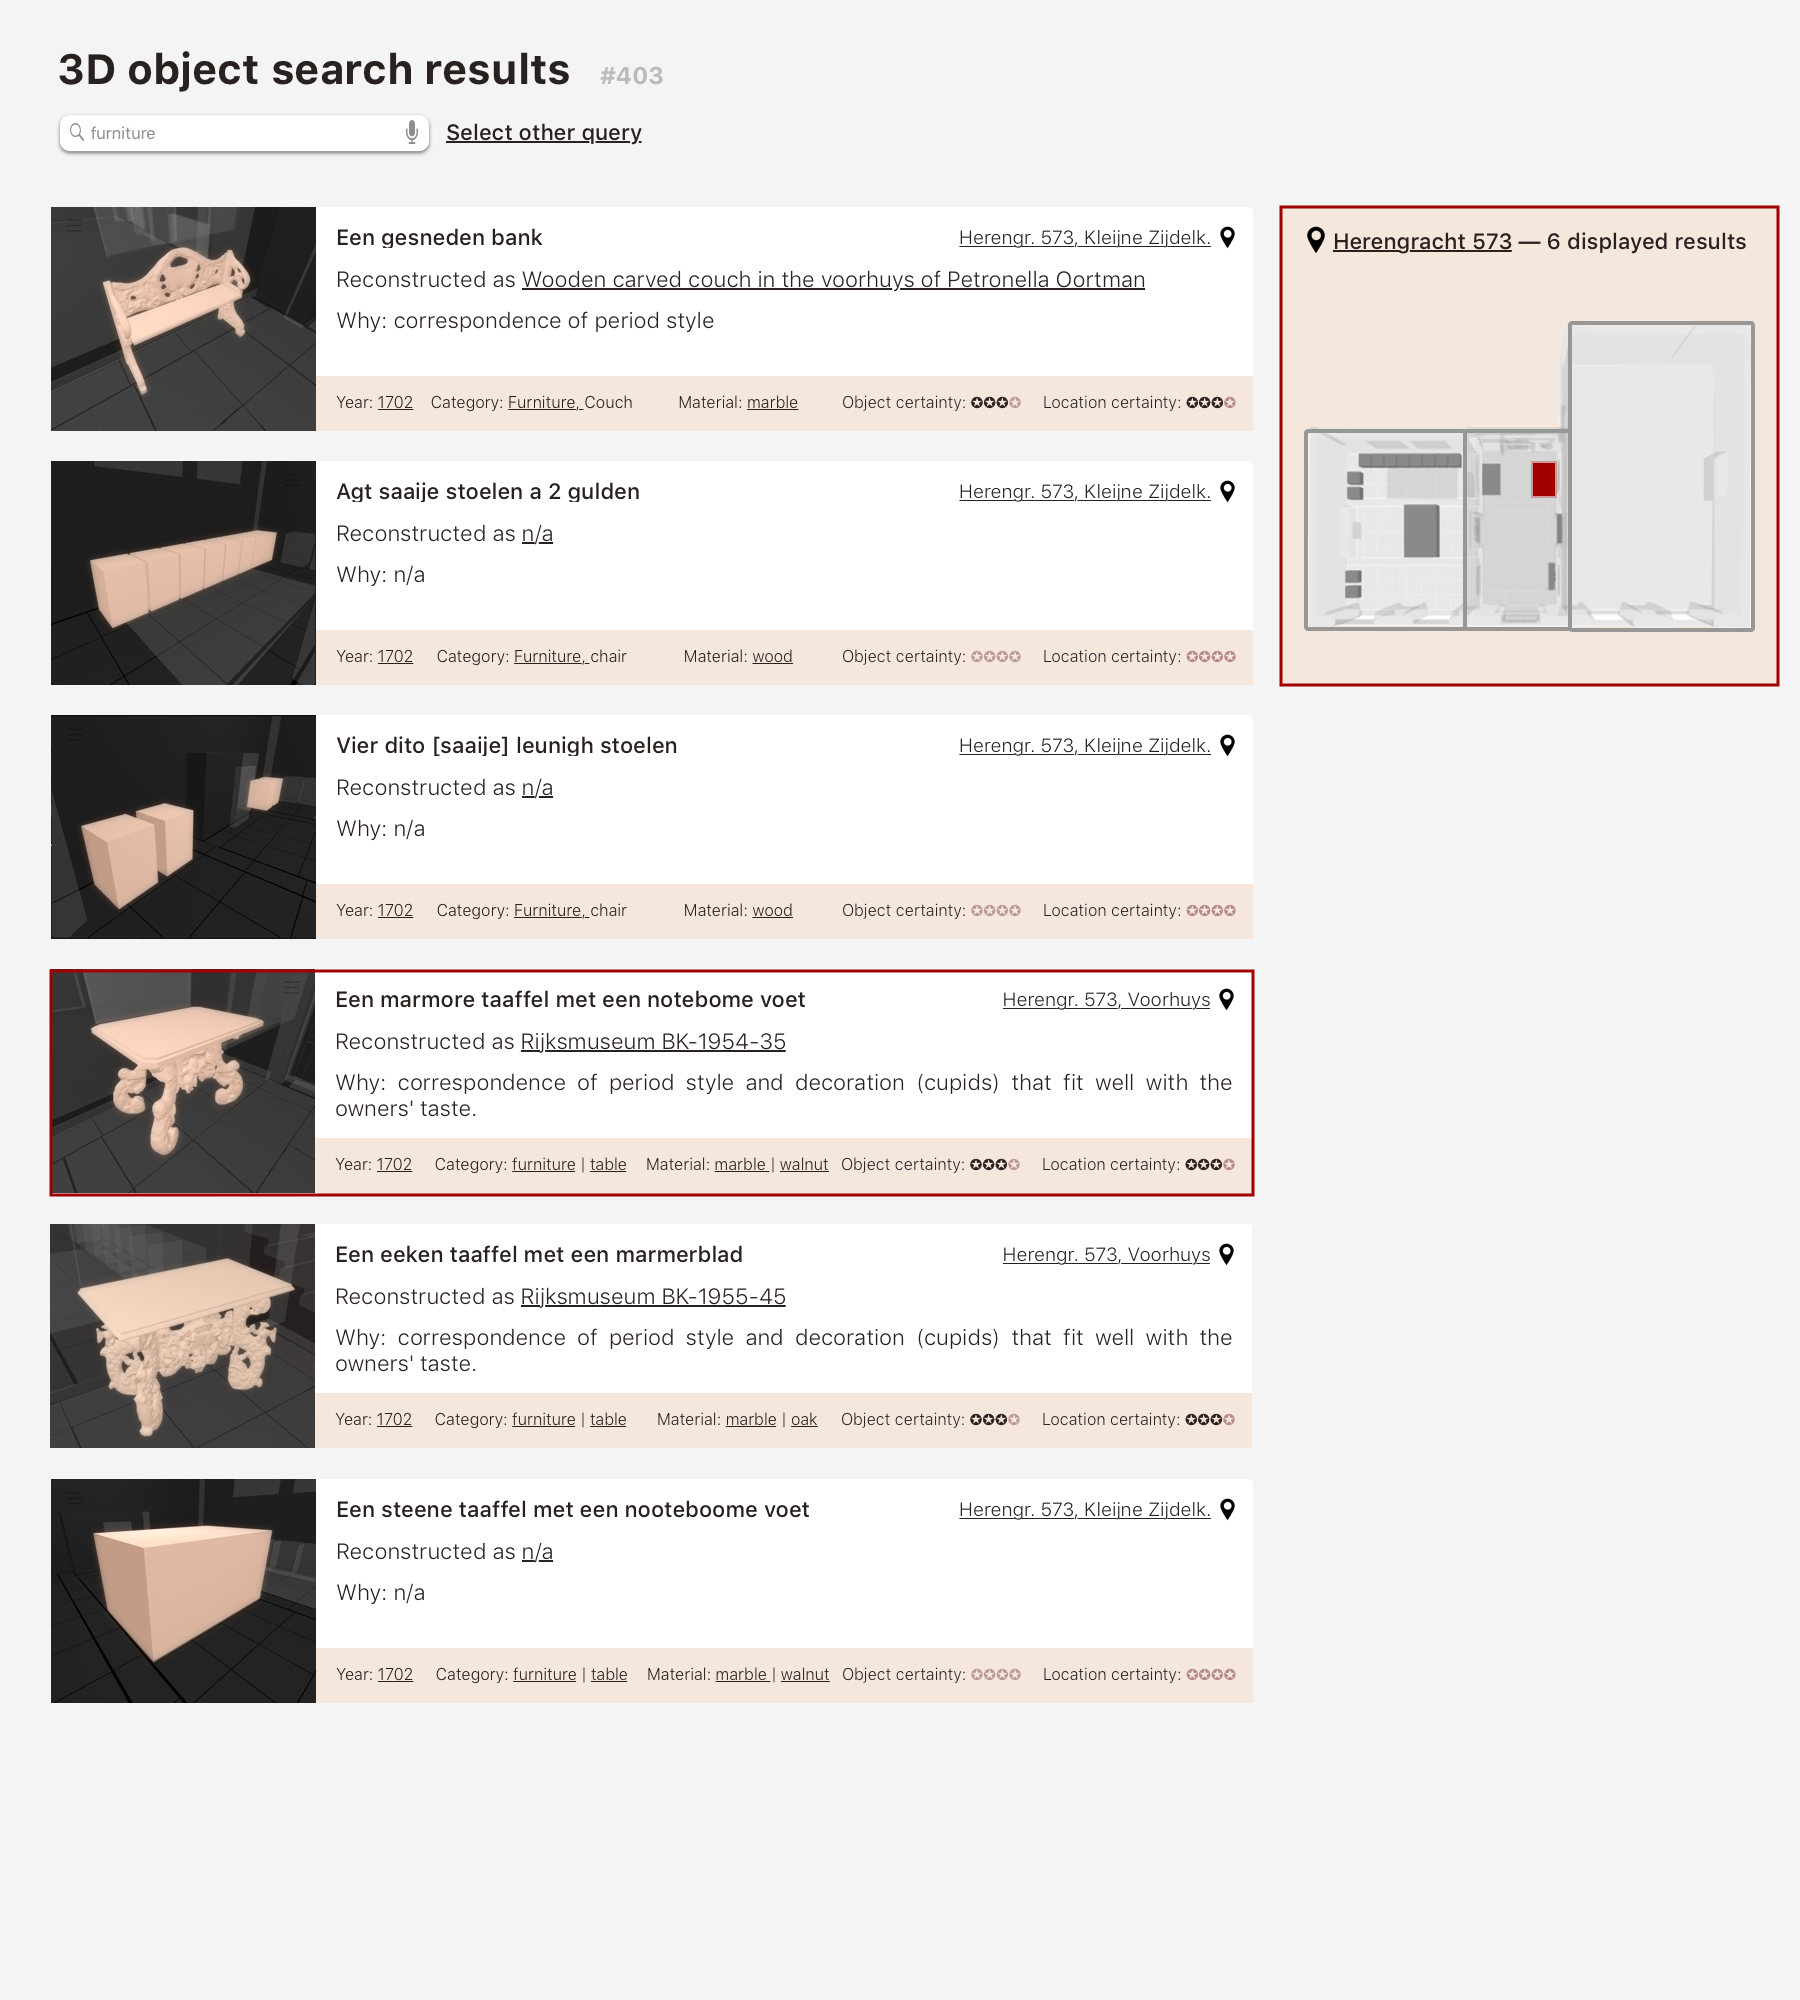 3D object search results #403
furniture Select other query
Een gesneden bank Herengr. 573, Kleijne Zijdelk.
Reconstructed as Wooden carved couch in the voorhuys of Petronella Oortman
Why: correspondence of period style
Year: 1702 Category: Furniture, Couch Material: marble Object certainty: ✪✪✪✪ Location certainty: ✪✪✪✪
Agt saaije stoelen a 2 gulden Herengr. 573, Kleijne Zijdelk.
Reconstructed as n/a
Why: n/a
Year: 1702 Category: Furniture, chair Material: wood Object certainty: ✪✪✪✪ Location certainty: ✪✪✪✪
Vier dito [saaije] leunigh stoelen Herengr. 573, Kleijne Zijdelk.
Reconstructed as n/a
Why: n/a
Year: 1702 Category: Furniture, chair Material: wood Object certainty: ✪✪✪✪ Location certainty: ✪✪✪✪
Een marmore taaffel met een notebome voet Herengr. 573, Voorhuys
Reconstructed as Rijksmuseum BK-1954-35
Why: correspondence of period style and decoration (cupids) that fit well with the
owners' taste.
Year: 1702 Category: furniture | table Material: marble | walnut Object certainty: ✪✪✪✪ Location certainty: ✪✪✪✪
Een eeken taaffel met een marmerblad Herengr. 573, Voorhuys
Reconstructed as Rijksmuseum BK-1955-45
Why: correspondence of period style and decoration (cupids) that fit well with the
owners' taste.
Year: 1702 Category: furniture | table Material: marble | oak Object certainty: ✪✪✪✪ Location certainty: ✪✪✪✪
Een steene taaffel met een nooteboome voet Herengr. 573, Kleijne Zijdelk.
Reconstructed as n/a
Why: n/a
Year: 1702 Category: furniture | table Material: marble | walnut Object certainty: ✪✪✪✪ Location certainty: ✪✪✪✪
Herengracht 573 — 6 displayed results